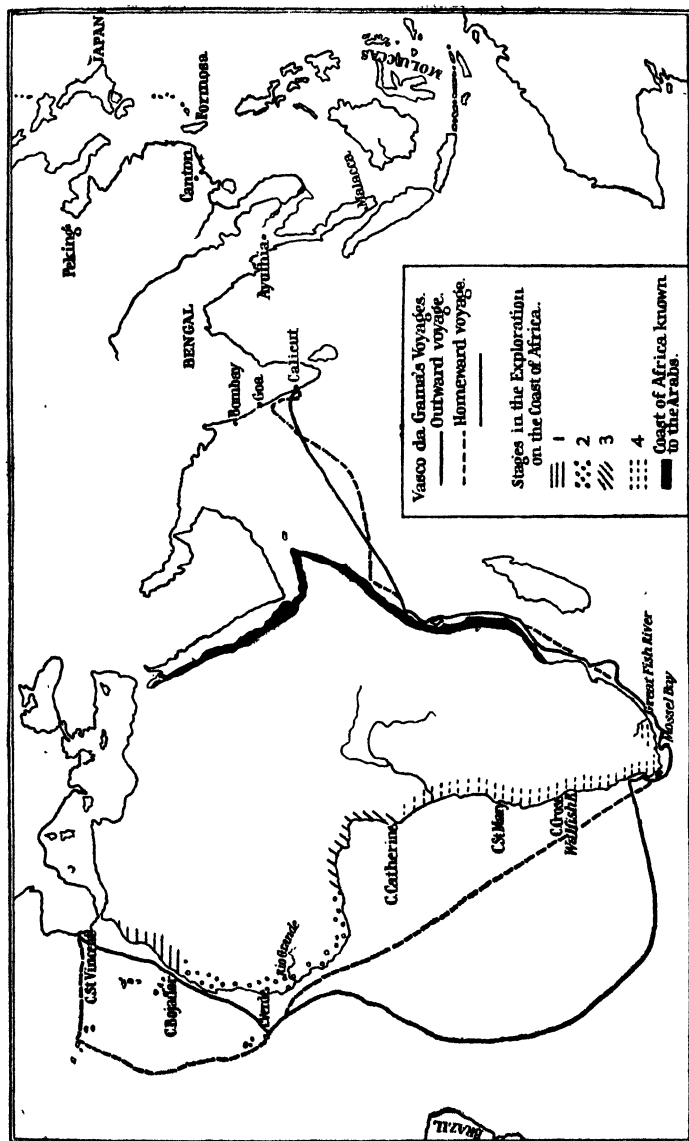 JAPAN
Peking
Formosa.
Canton
MOLUCCAS
Malacca.
Ayuthia
BENGAL
Bombay
Goa
Calicut
C.St Vincent
C.Bojador
C.Verde
Rio Grande
C.Catherine
C.St Mary
C.Cross
Wallfish B.
Great Fish River
Mossel Bay
BRAZIL
Vasco da Gama's Voyages.
Outward voyage.
Homeward voyage.
Stages in the Exploration
on the Coast of Africa..
1
2
3
4
Coast of Africa known
to the Arabs.